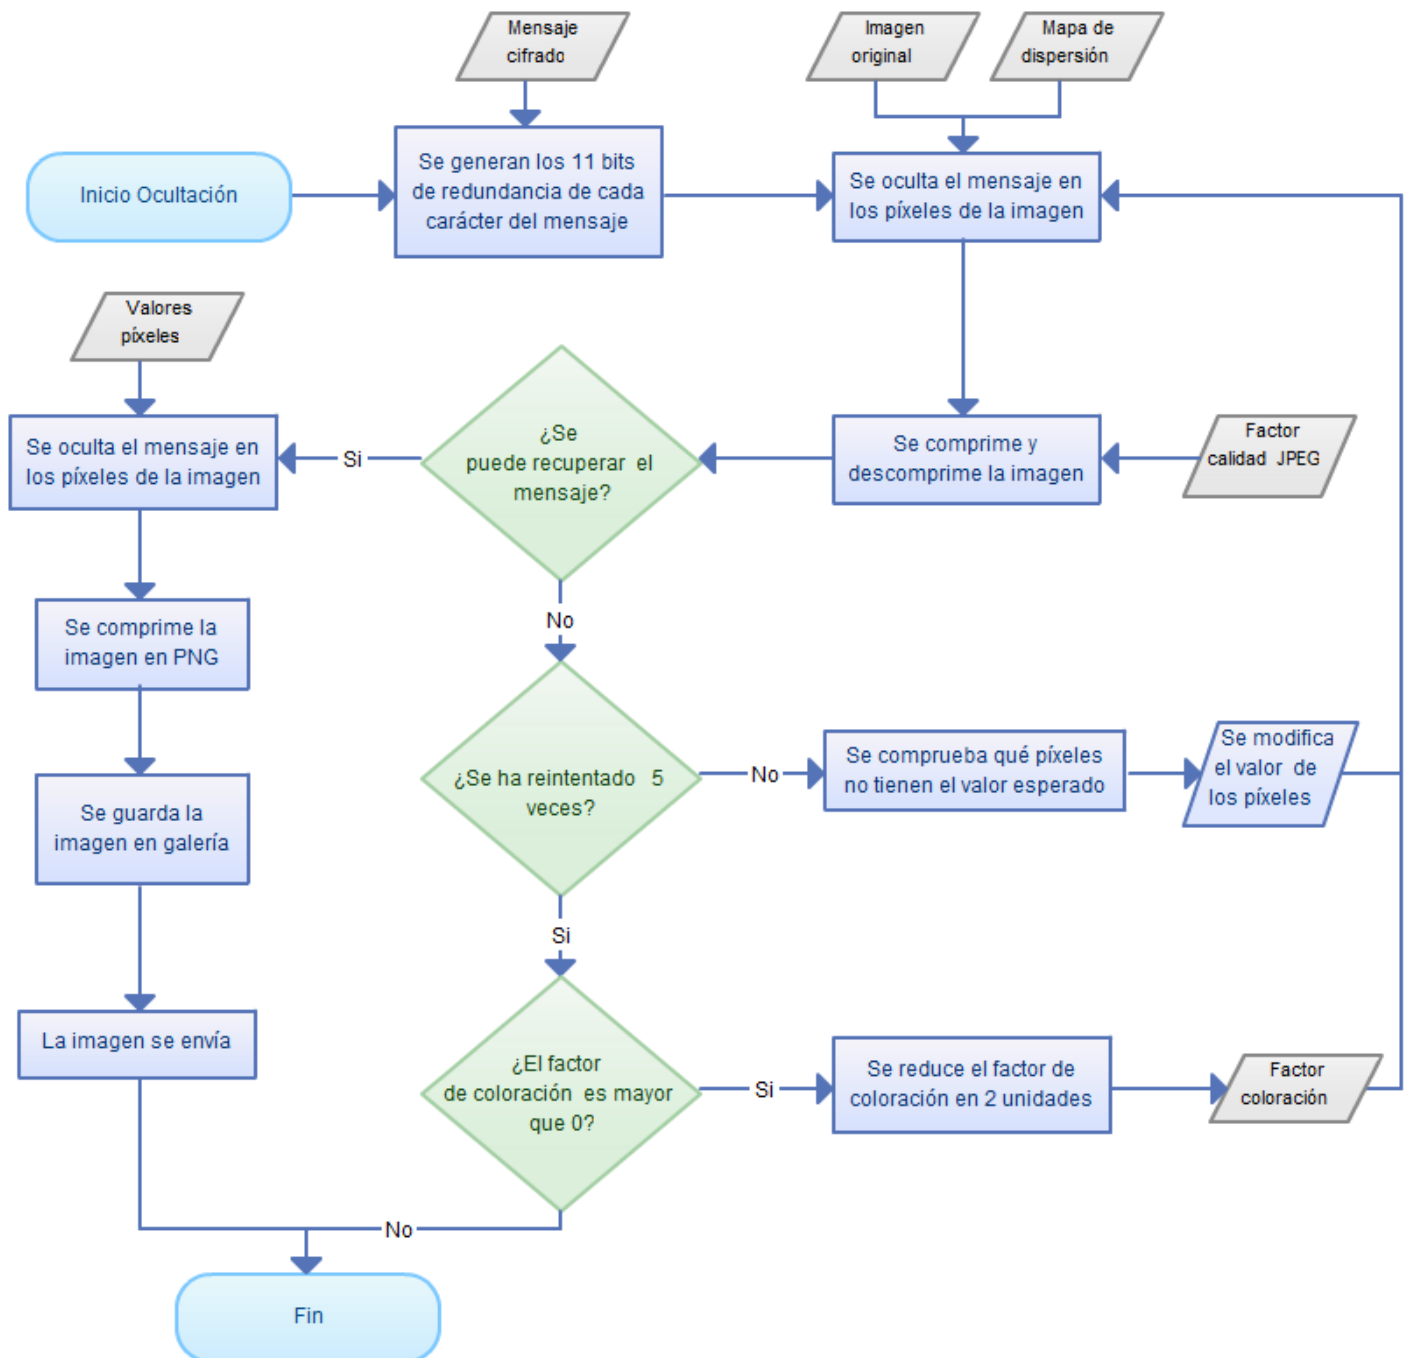 Mensaje
cifrado
Imagen
original
Mapa de
dispersión
Inicio Ocultación
Se generan los 11 bits
de redundancia de cada
carácter del mensaje
Se oculta el mensaje en
los píxeles de la imagen
Valores
píxeles
Se oculta el mensaje en
los píxeles de la imagen
Si
¿Se
puede recuperar el
mensaje?
Se comprime y
descomprime la imagen
Factor
calidad JPEG
No
Se comprime la
imagen en PNG
¿Se ha reintentado 5
veces?
No
Se comprueba qué píxeles
no tienen el valor esperado
Se modifica
el valor de
los píxeles
Se guarda la
imagen en galería
Si
La imagen se envía
¿El factor
de coloración es mayor
que 0?
Si
Se reduce el factor de
coloración en 2 unidades
Factor
coloración
No
Fin